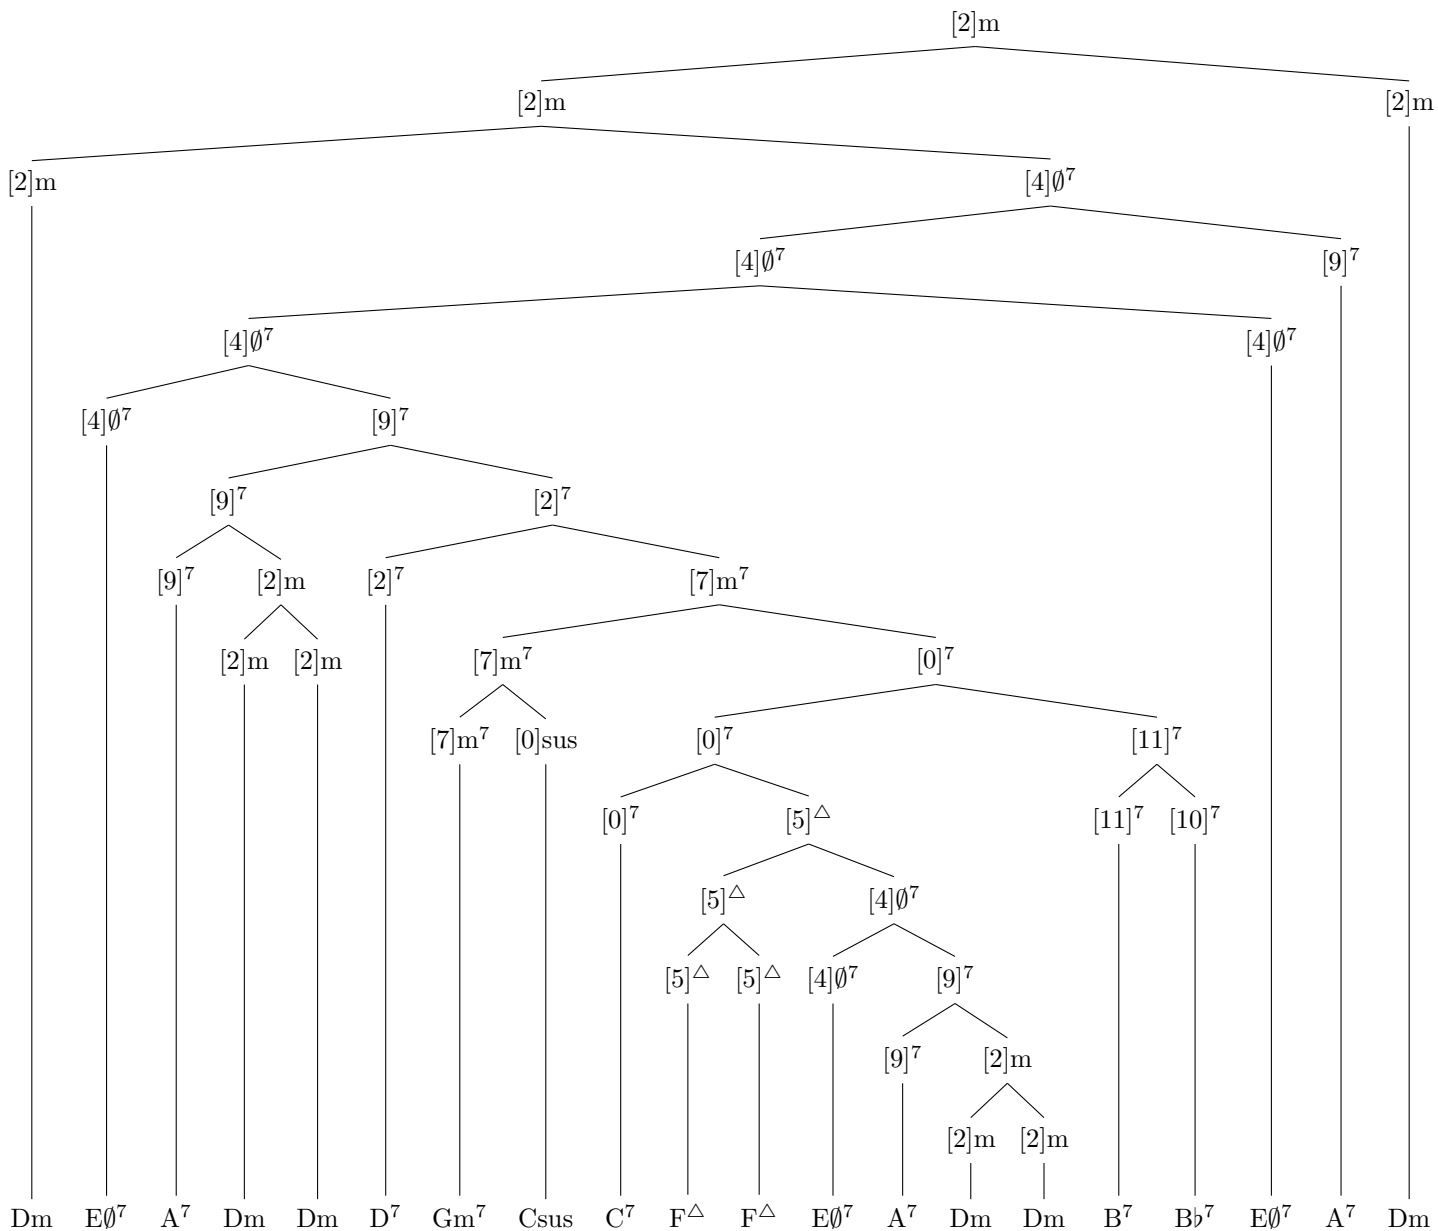 [2]m
[2]m [2]m
[2]m [4]∅⁷
[4]∅⁷ [9]⁷
[4]∅⁷ [4]∅⁷
[4]∅⁷ [9]⁷
[9]⁷ [2]⁷
[9]⁷ [2]m [2]⁷ [7]m⁷
[2]m [2]m [7]m⁷ [0]⁷
[7]m⁷ [0]sus [0]⁷ [11]⁷
[0]⁷ [5]△ [11]⁷ [10]⁷
[5]△ [4]∅⁷
[5]△ [5]△ [4]∅⁷ [9]⁷
[9]⁷ [2]m
[2]m [2]m
Dm E∅⁷ A⁷ Dm Dm D⁷ Gm⁷ Csus C⁷ F△ F△ E∅⁷ A⁷ Dm Dm B⁷ B♭⁷ E∅⁷ A⁷ Dm